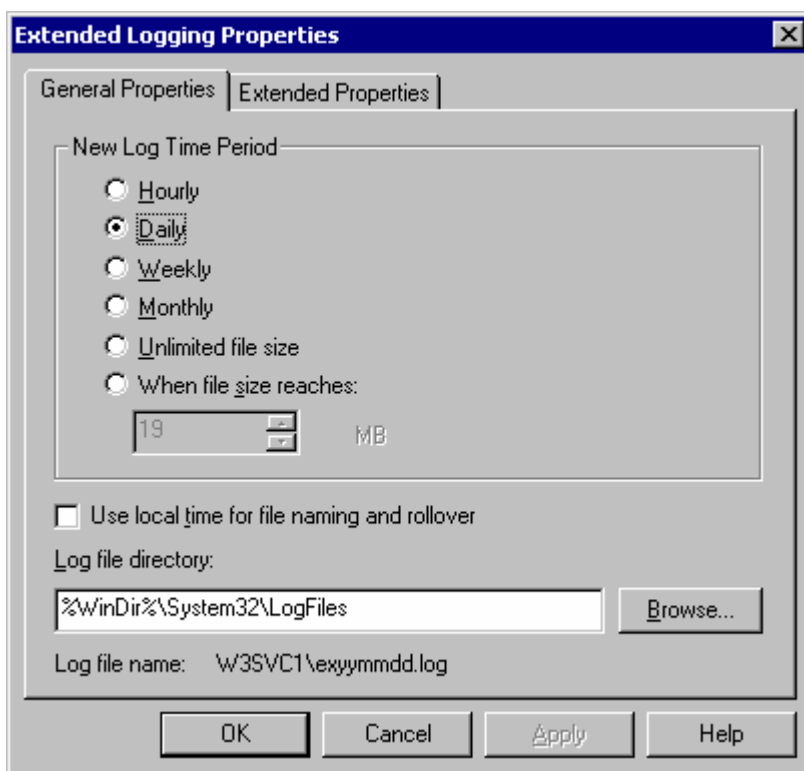 Extended Logging Properties
General Properties Extended Properties
New Log Time Period
Hourly
Daily
Weekly
Monthly
Unlimited file size
When file size reaches:
19 MB
Use local time for file naming and rollover
Log file directory:
%WinDir%\System32\LogFiles Browse...
Log file name: W3SVC1\exyymmdd.log
OK Cancel Apply Help